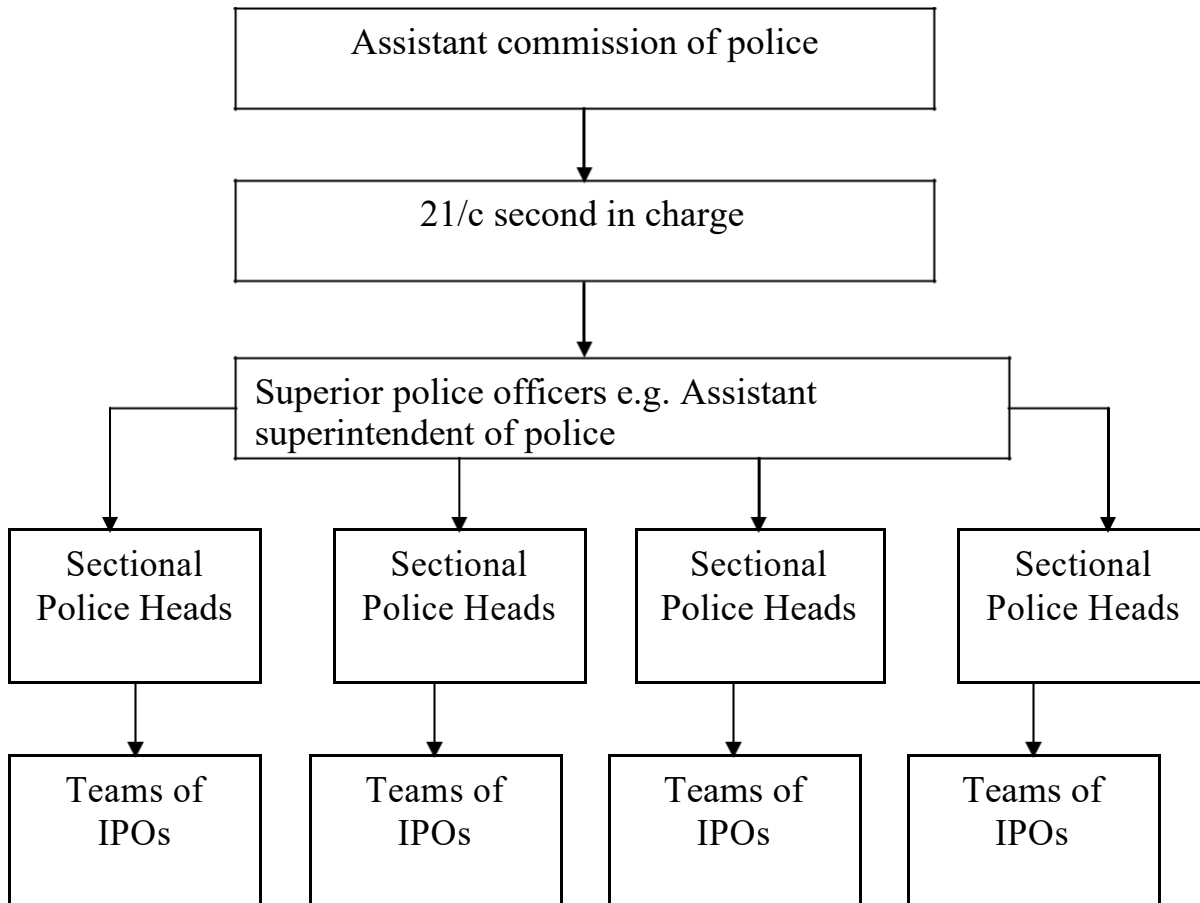 Assistant commission of police
21/c second in charge
Superior police officers e.g. Assistant
superintendent of police
Sectional
Police Heads
Sectional
Police Heads
Sectional
Police Heads
Sectional
Police Heads
Teams of
IPOs
Teams of
IPOs
Teams of
IPOs
Teams of
IPOs